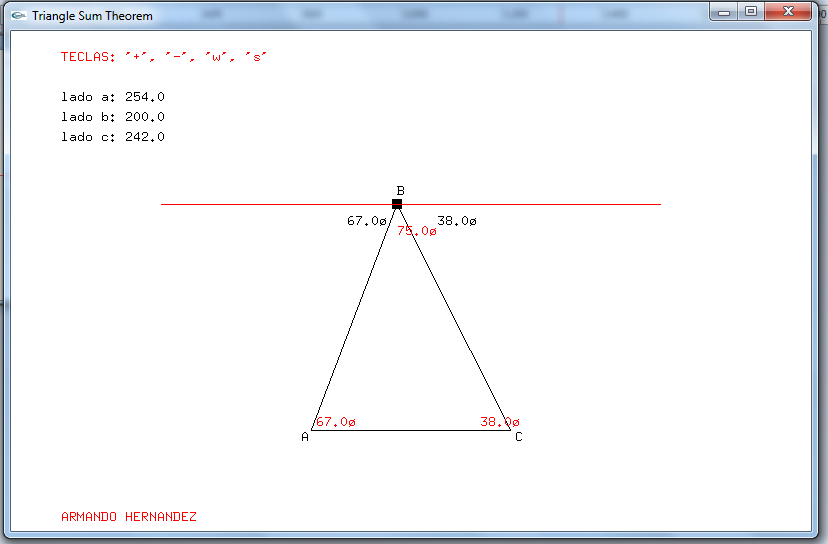 Triangle Sum Theorem
TECLAS: '+', '-', 'w', 's'
lado a: 254.0
lado b: 200.0
lado c: 242.0
B
67.0ø 38.0ø
75.0ø
67.0ø 38.0ø
A C
ARMANDO HERNANDEZ